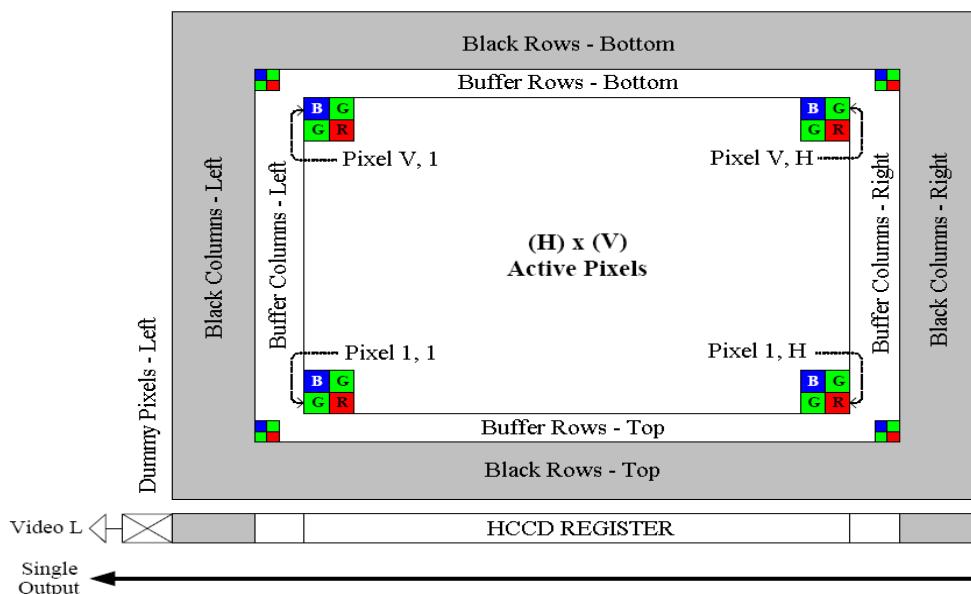 Black Rows - Bottom
Buffer Rows - Bottom
B G
G R
B G
G R
Pixel V, 1
Pixel V, H
Black Columns - Left
Buffer Columns - Left
Buffer Columns - Right
Black Columns - Right
(H) x (V)
Active Pixels
Dummy Pixels - Left
Pixel 1, 1
Pixel 1, H
B G
G R
B G
G R
Buffer Rows - Top
Black Rows - Top
Video L
HCCD REGISTER
Single
Output